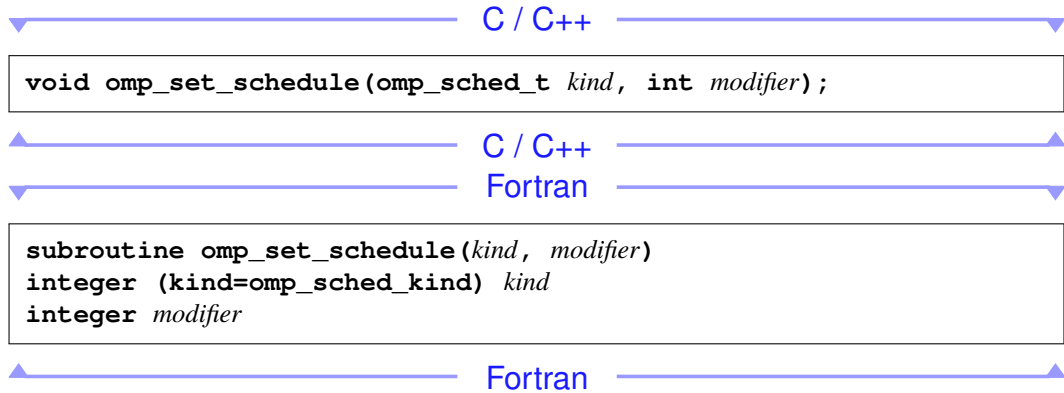 C / C++
void omp_set_schedule(omp_sched_t kind, int modifier);
C / C++
Fortran
subroutine omp_set_schedule(kind, modifier)
integer (kind=omp_sched_kind) kind
integer modifier
Fortran